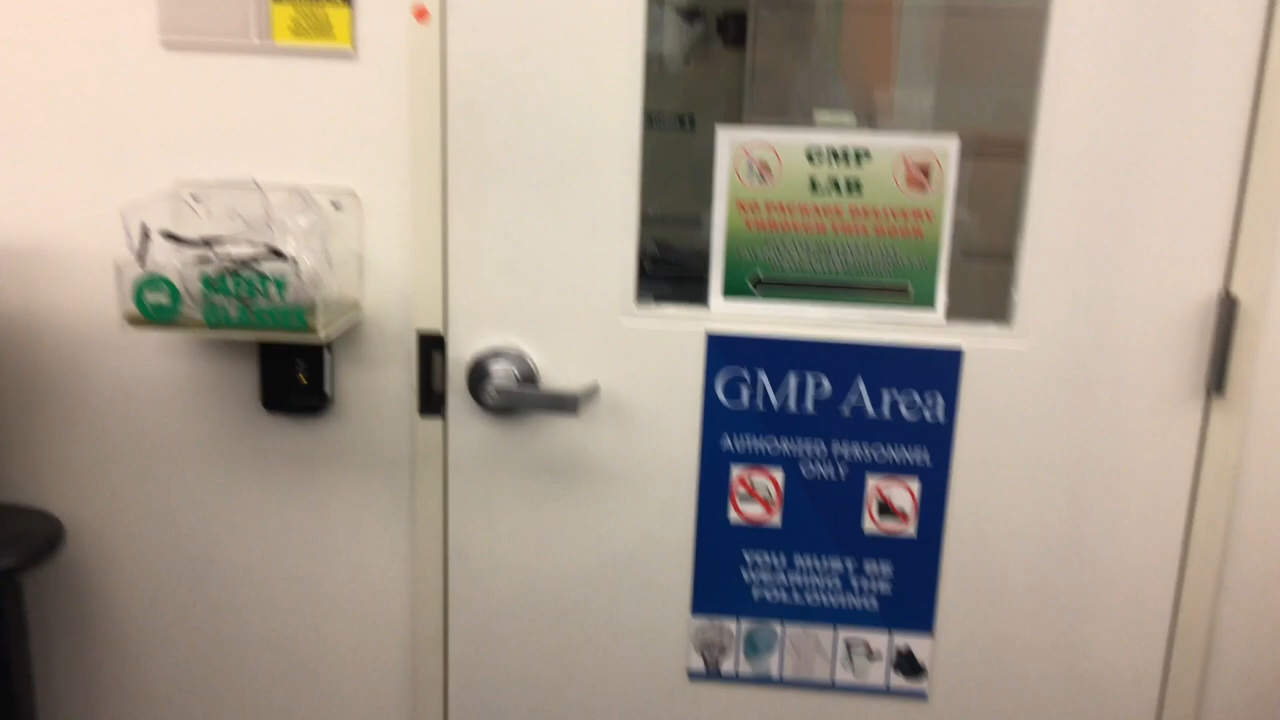 GMP
LAB
NO PACKAGE DELIVERY
THROUGH THIS DOOR
SAFETY
GLASSES
GMP Area
AUTHORIZED PERSONNEL
ONLY
YOU MUST BE
WEARING THE
FOLLOWING